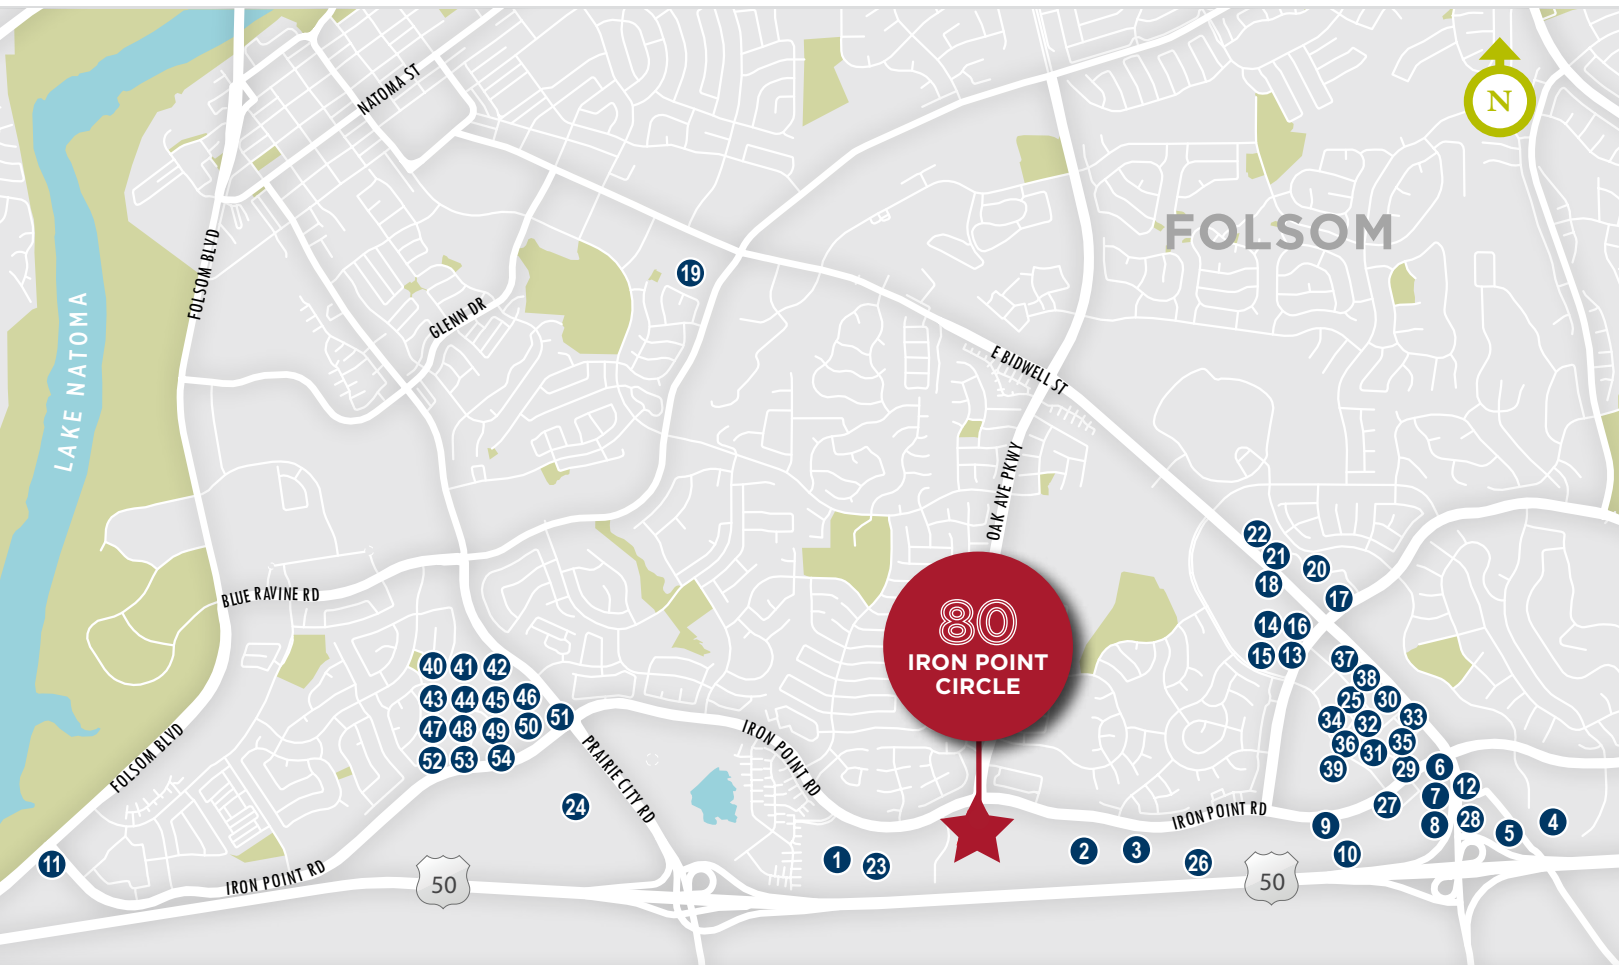 NATOMA ST
N
FOLSOM
FOLSOM BLVD
19
LAKE NATOMA
GLENN DR
E BIDWELL ST
OAK AVE PKWY
22
21
20
18
17
BLUE RAVINE RD
80
IRON POINT
CIRCLE
14 16
15 13
40 41 42
43 44 45 46
47 48 49 50 51
52 53 54
37
38
25 30
34 32 33
36 31 35
39 29 6
12
7
27
8 28
9
5 4
10
FOLSOM BLVD
PRAIRIE CITY RD
IRON POINT RD
24
IRON POINT RD
11
IRON POINT RD
1 23
2 3
26
50
50